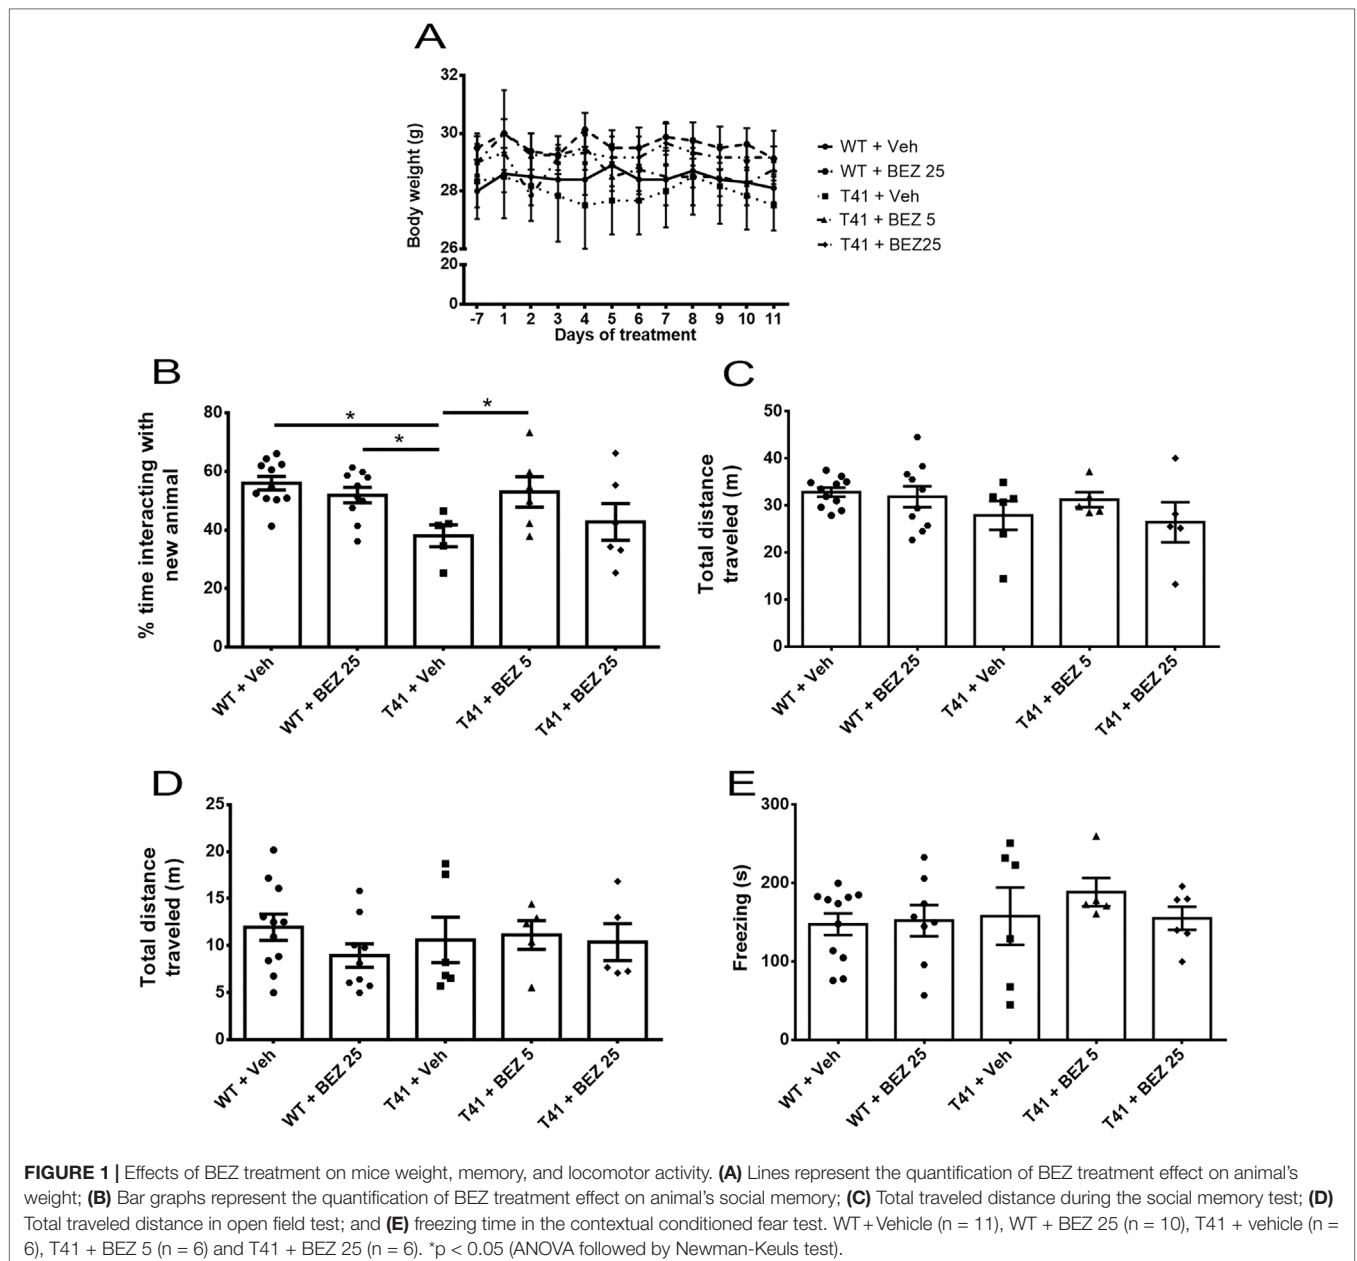 A
32
30
28
26
20
0
Body weight (g)
-7 1 2 3 4 5 6 7 8 9 10 11
Days of treatment
WT + Veh
WT + BEZ 25
T41 + Veh
T41 + BEZ 5
T41 + BEZ25
B
80
60
40
20
0
% time interacting with
new animal
*
*
*
WT + Veh
WT + BEZ 25
T41 + Veh
T41 + BEZ 5
T41 + BEZ 25
C
50
40
30
20
10
0
Total distance
traveled (m)
WT + Veh
WT + BEZ 25
T41 + Veh
T41 + BEZ 5
T41 + BEZ 25
D
25
20
15
10
5
0
Total distance
traveled (m)
WT + Veh
WT + BEZ 25
T41 + Veh
T41 + BEZ 5
T41 + BEZ 25
E
300
200
100
0
Freezing (s)
WT + Veh
WT + BEZ 25
T41 + Veh
T41 + BEZ 5
T41 + BEZ 25
FIGURE 1 | Effects of BEZ treatment on mice weight, memory, and locomotor activity. (A) Lines represent the quantification of BEZ treatment effect on animal's
weight; (B) Bar graphs represent the quantification of BEZ treatment effect on animal's social memory; (C) Total traveled distance during the social memory test; (D)
Total traveled distance in open field test; and (E) freezing time in the contextual conditioned fear test. WT+Vehicle (n = 11), WT + BEZ 25 (n = 10), T41 + vehicle (n =
6), T41 + BEZ 5 (n = 6) and T41 + BEZ 25 (n = 6). *p < 0.05 (ANOVA followed by Newman-Keuls test).